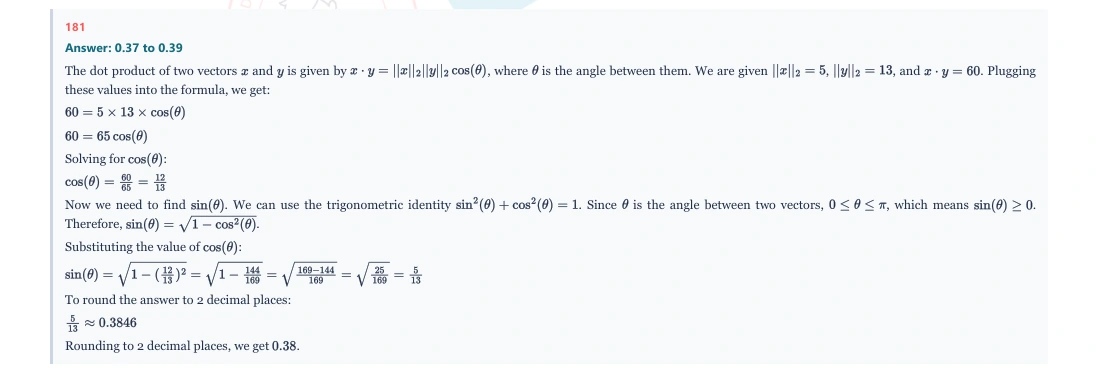 181
Answer: 0.37 to 0.39
The dot product of two vectors x and y is given by x · y = ||x||₂||y||₂ cos(θ), where θ is the angle between them. We are given ||x||₂ = 5, ||y||₂ = 13, and x · y = 60. Plugging
these values into the formula, we get:
60 = 5 × 13 × cos(θ)
60 = 65 cos(θ)
Solving for cos(θ):
cos(θ) = 60/65 = 12/13
Now we need to find sin(θ). We can use the trigonometric identity sin²(θ) + cos²(θ) = 1. Since θ is the angle between two vectors, 0 ≤ θ ≤ π, which means sin(θ) ≥ 0.
Therefore, sin(θ) = √(1 − cos²(θ)).
Substituting the value of cos(θ):
sin(θ) = √(1 − (12/13)²) = √(1 − 144/169) = √((169−144)/169) = √(25/169) = 5/13
To round the answer to 2 decimal places:
5/13 ≈ 0.3846
Rounding to 2 decimal places, we get 0.38.